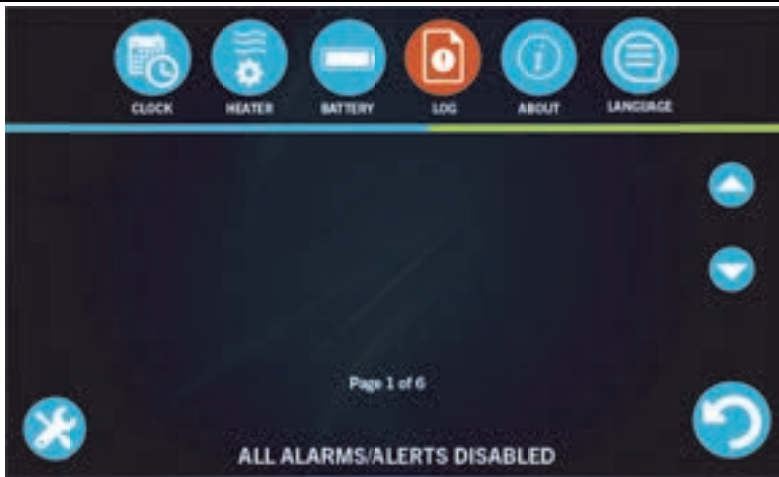 CLOCK HEATER BATTERY LOG ABOUT LANGUAGE
Page 1 of 6
ALL ALARMS/ALERTS DISABLED